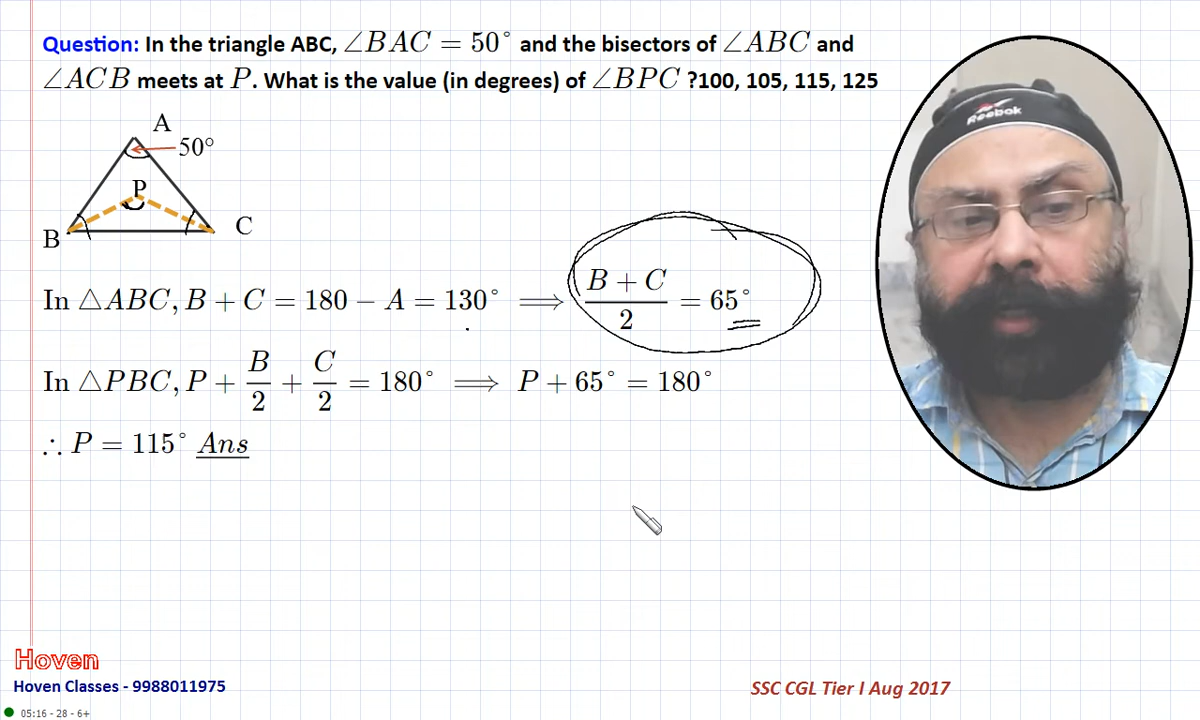 Question: In the triangle ABC, ∠BAC = 50° and the bisectors of ∠ABC and
∠ACB meets at P. What is the value (in degrees) of ∠BPC ?100, 105, 115, 125
A
50°
P
B
C
In △ABC, B + C = 180 − A = 130° ⟹ (B + C)/2 = 65°
In △PBC, P + B/2 + C/2 = 180° ⟹ P + 65° = 180°
∴ P = 115° Ans
Reebok
Hoven
Hoven Classes - 9988011975
SSC CGL Tier I Aug 2017
05:16 - 28 - 6+